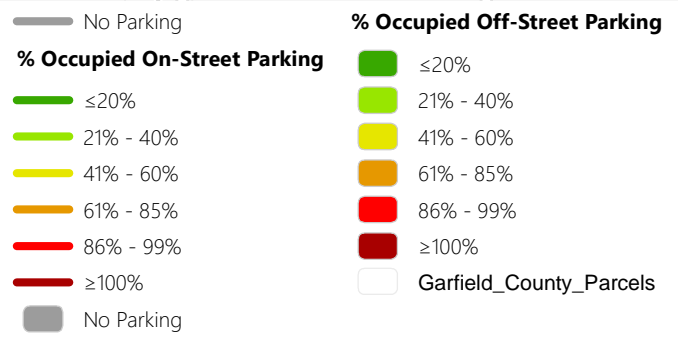 No Parking
% Occupied On-Street Parking
≤20%
21% - 40%
41% - 60%
61% - 85%
86% - 99%
≥100%
No Parking
% Occupied Off-Street Parking
≤20%
21% - 40%
41% - 60%
61% - 85%
86% - 99%
≥100%
Garfield_County_Parcels